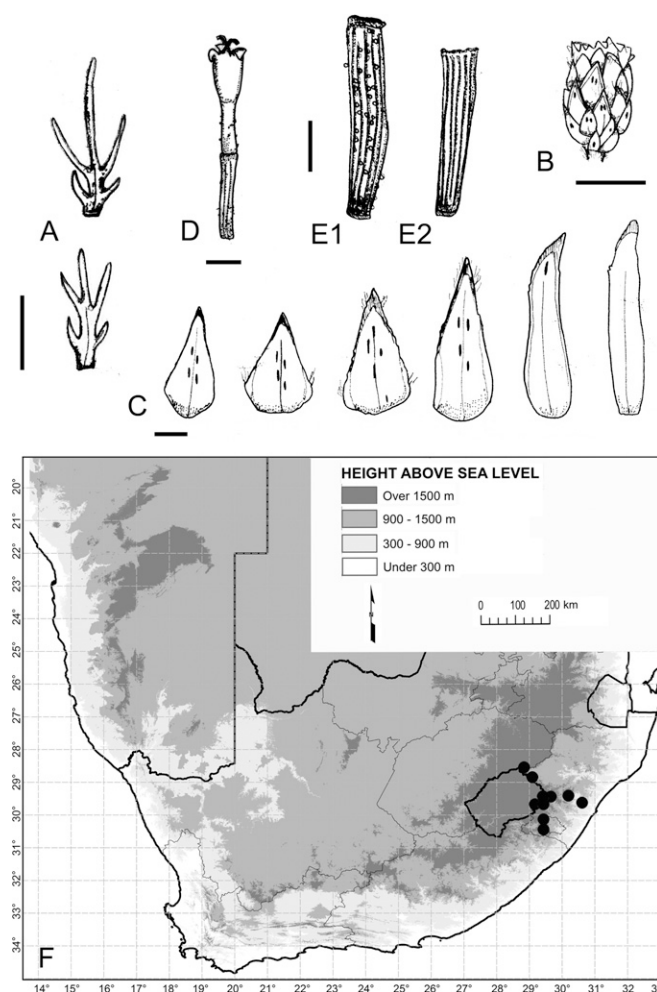 A
D
E1
E2
B
C
HEIGHT ABOVE SEA LEVEL
Over 1500 m
900 - 1500 m
300 - 900 m
Under 300 m
N
0 100 200 km
19°
20°
21°
22°
23°
24°
25°
26°
27°
28°
29°
30°
31°
32°
33°
34°
F
14° 15° 16° 17° 18° 19° 20° 21° 22° 23° 24° 25° 26° 27° 28° 29° 30° 31° 32° 33